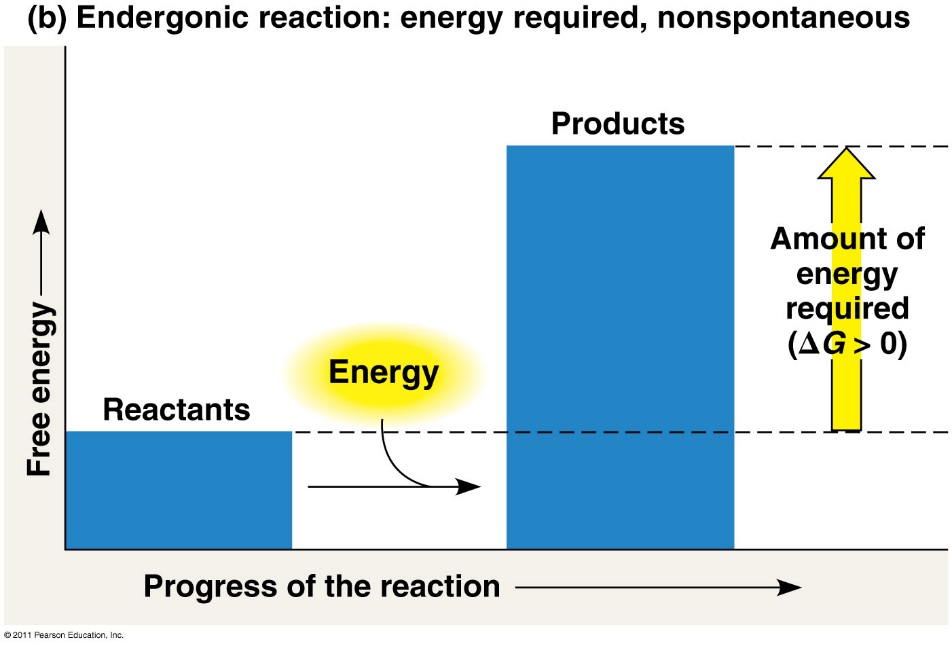 (b) Endergonic reaction: energy required, nonspontaneous
Products
Amount of
energy
required
(ΔG > 0)
Energy
Reactants
Free energy
Progress of the reaction
© 2011 Pearson Education, Inc.